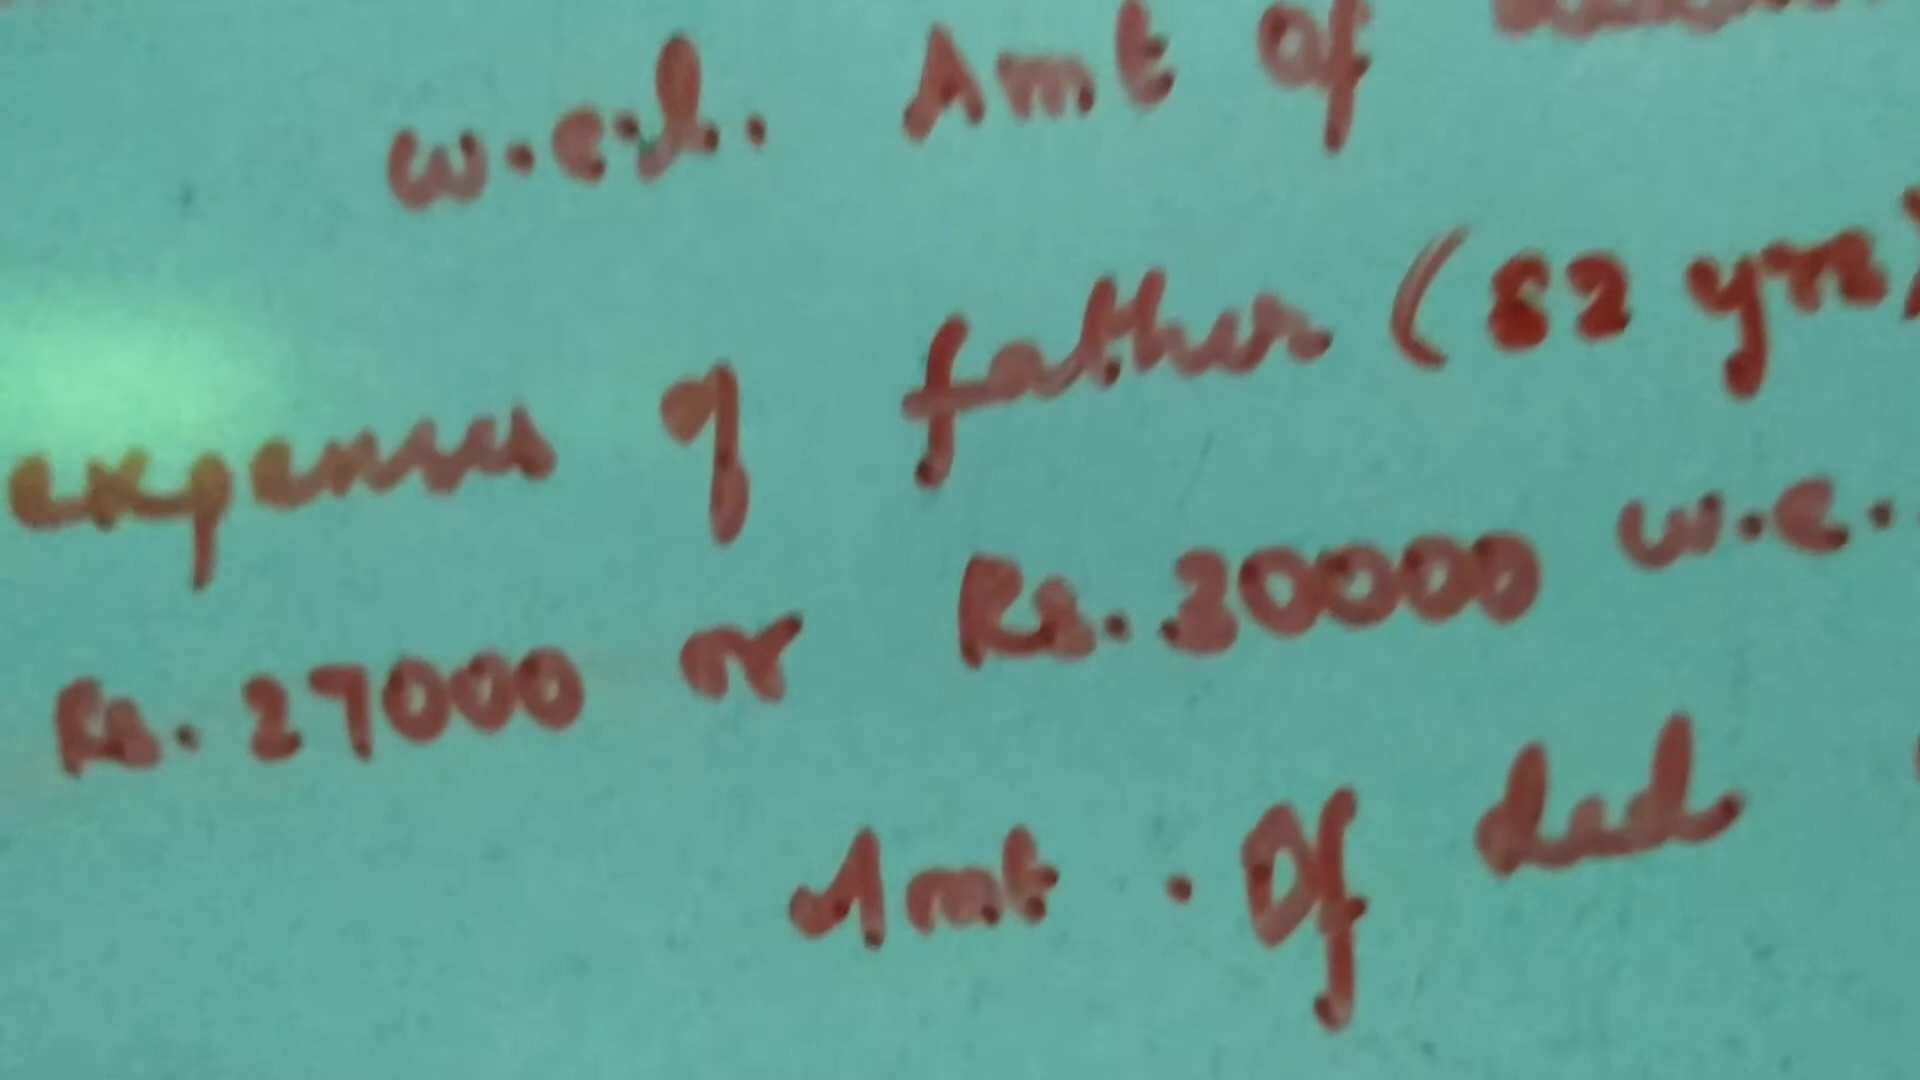 w.e.l. Amt Of
expenses of father (82 yrs)
Rs. 27000 or Rs. 30000 w.e.
Amt. Of ded